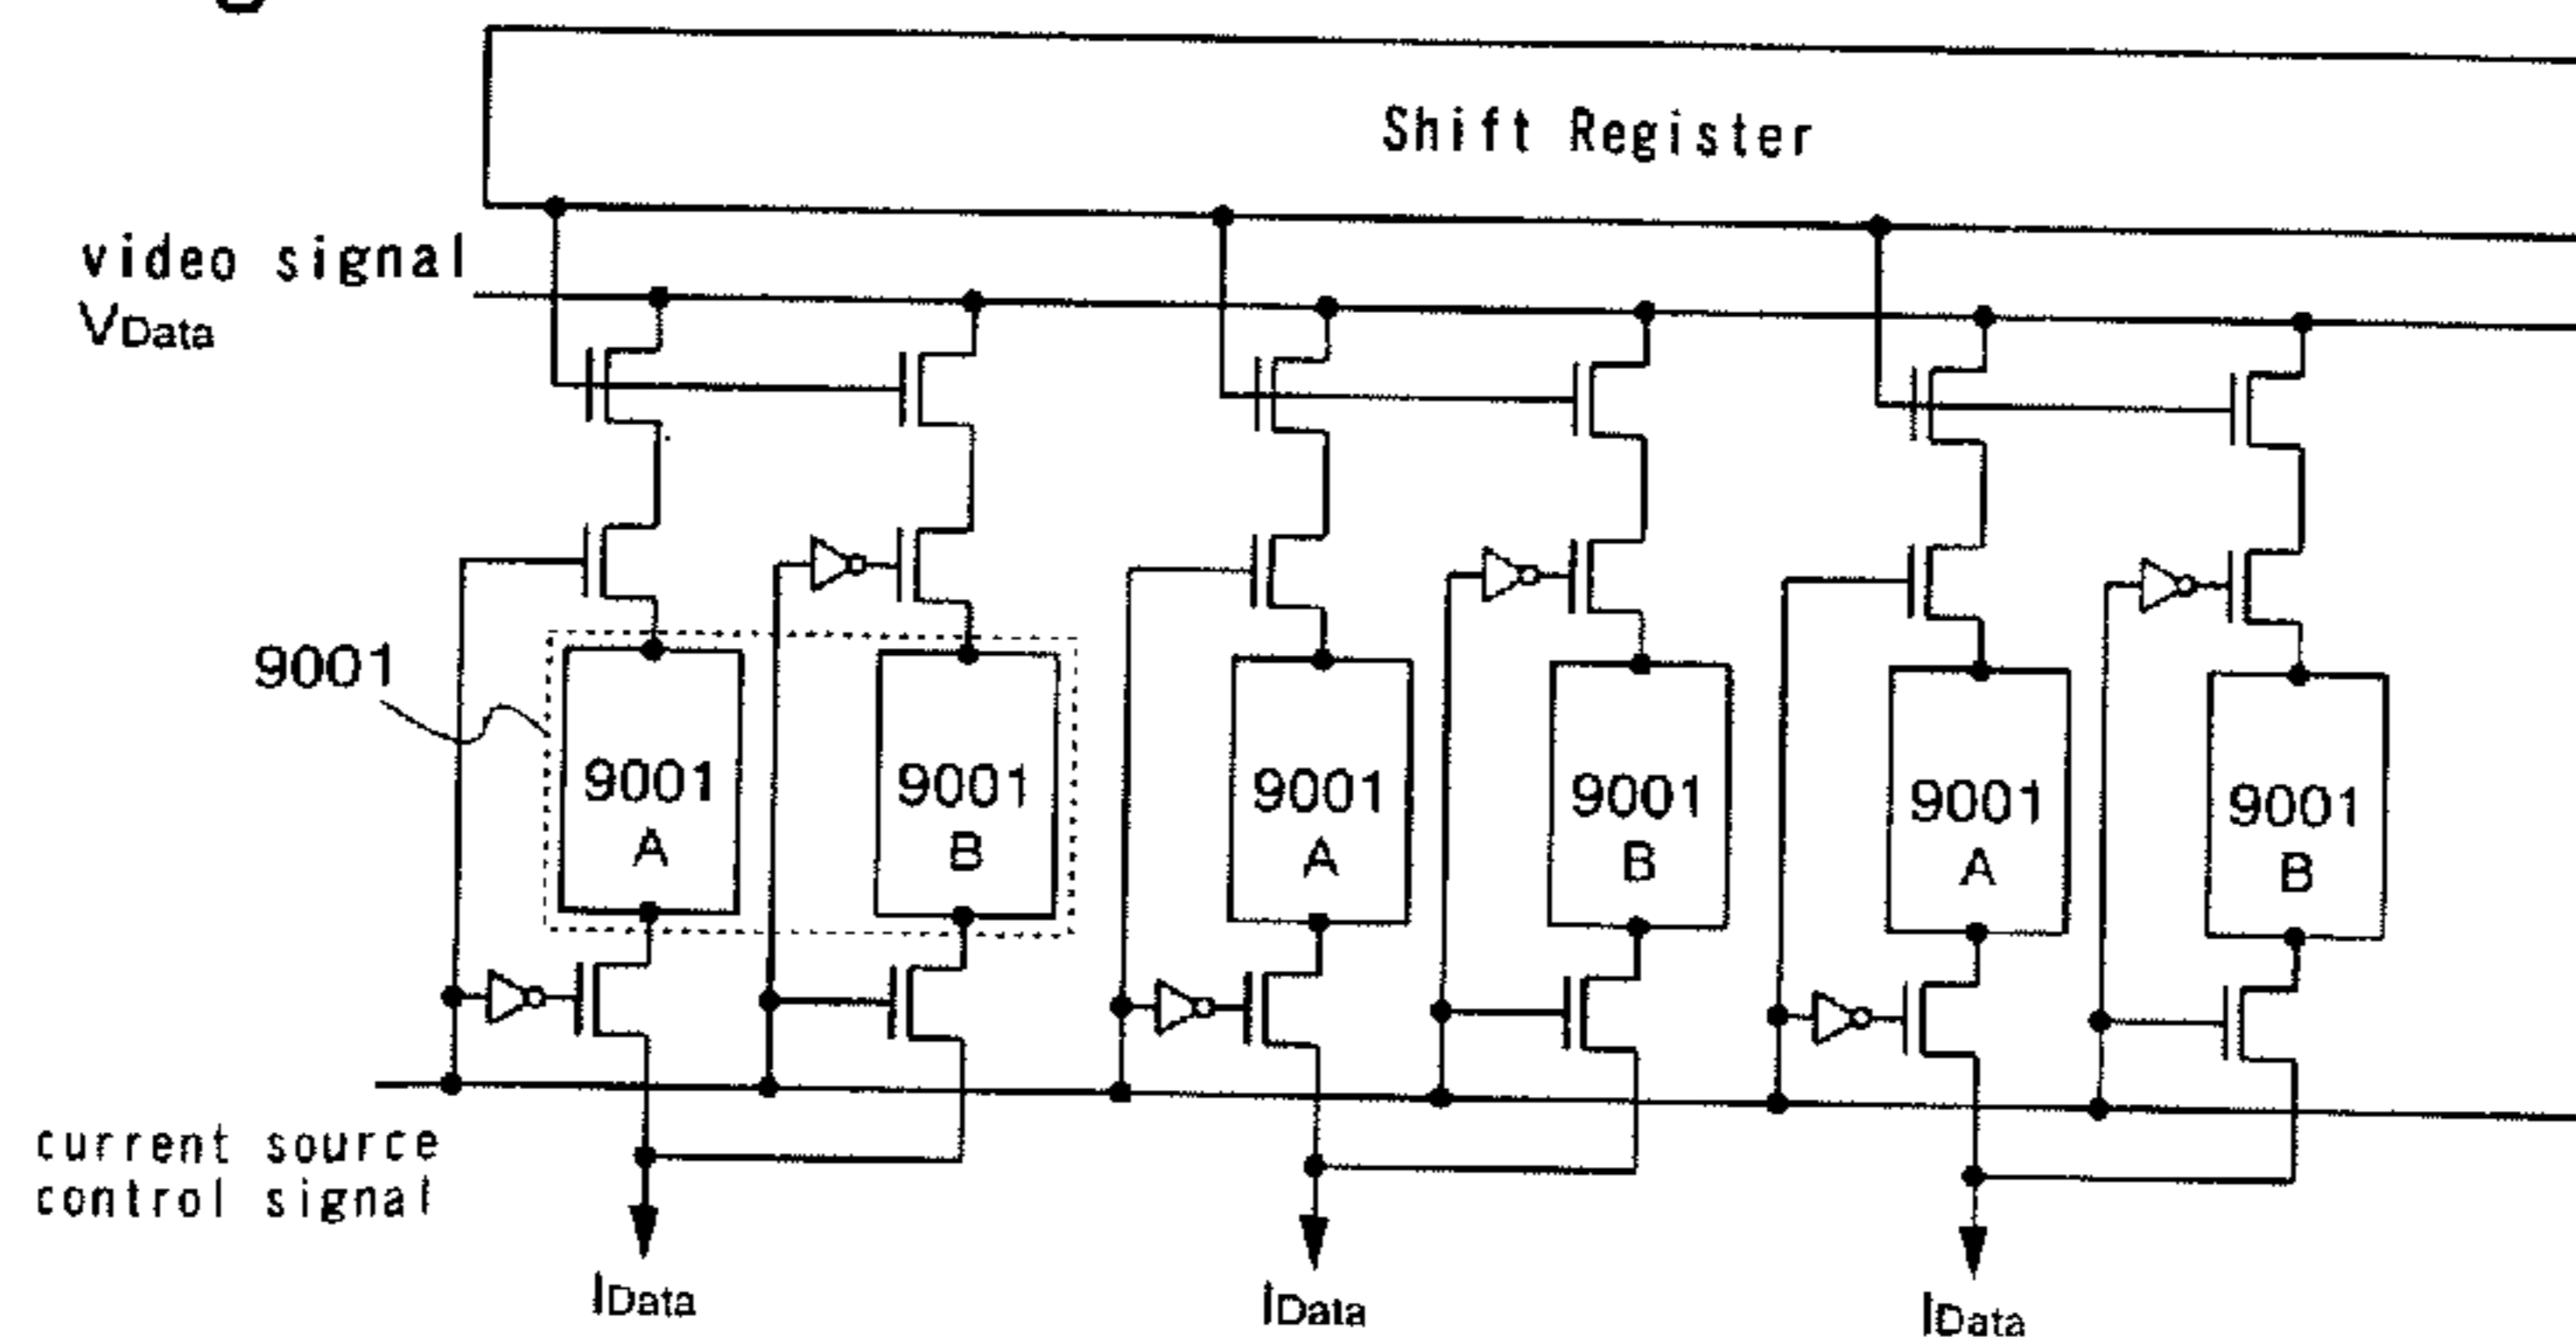 Shift Register
video signal
VData
9001
9001 9001 9001 9001 9001 9001
A B A B A B
current source
control signal
IData IData IData